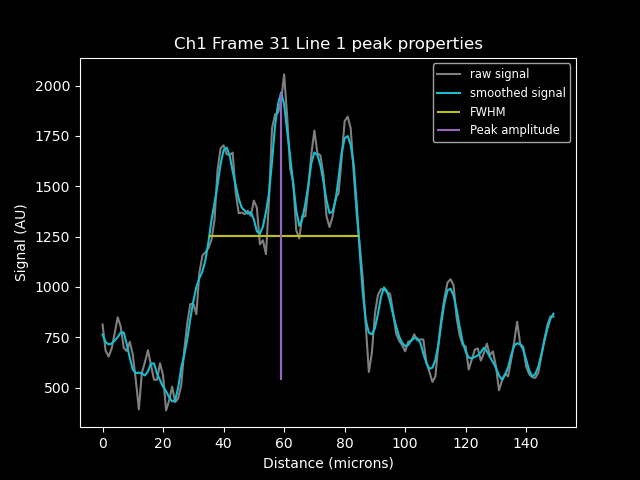 Ch1 Frame 31 Line 1 peak properties
raw signal
smoothed signal
FWHM
Peak amplitude
Signal (AU)
2000
1750
1500
1250
1000
750
500
0 20 40 60 80 100 120 140
Distance (microns)